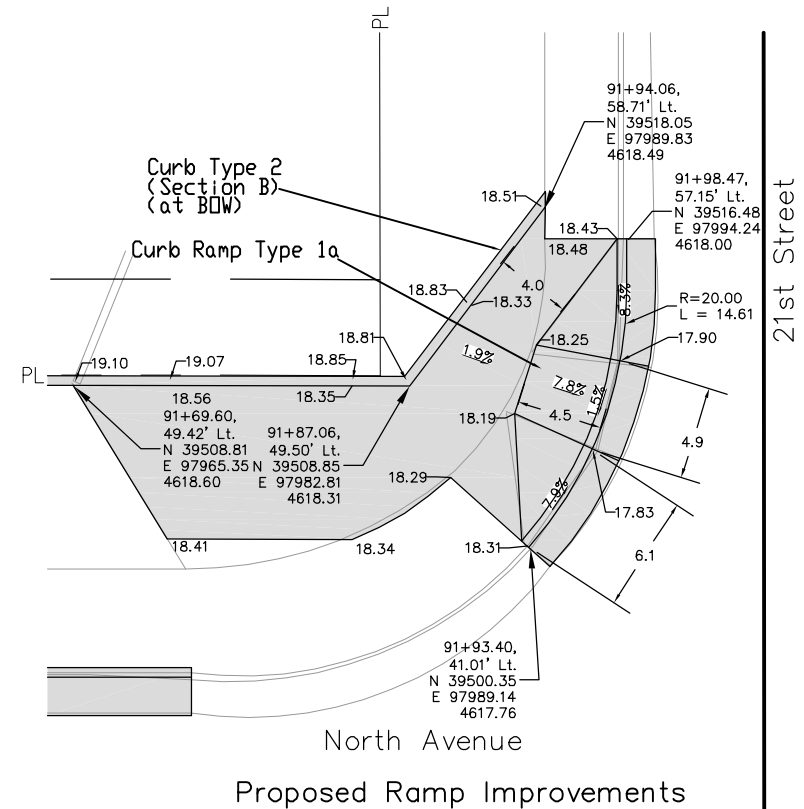 PL
91+94.06,
58.71' Lt.
N 39518.05
E 97989.83
4618.49
Curb Type 2
(Section B)
(at BOW)
91+98.47,
57.15' Lt.
N 39516.48
E 97994.24
4618.00
18.51
18.43
18.48
Curb Ramp Type 1a
21st Street
4.0
8.3%
18.83
18.33
R=20.00
L = 14.61
18.81
18.25
17.90
19.10
19.07
18.85
1.9%
PL
18.56
18.35
7.8%
1.5%
91+69.60,
49.42' Lt.
N 39508.81
E 97965.35
4618.60
91+87.06,
49.50' Lt.
N 39508.85
E 97982.81
4618.31
18.19
4.5
4.9
18.29
7.9%
17.83
18.41
18.34
18.31
6.1
91+93.40,
41.01' Lt.
N 39500.35
E 97989.14
4617.76
North Avenue
Proposed Ramp Improvements